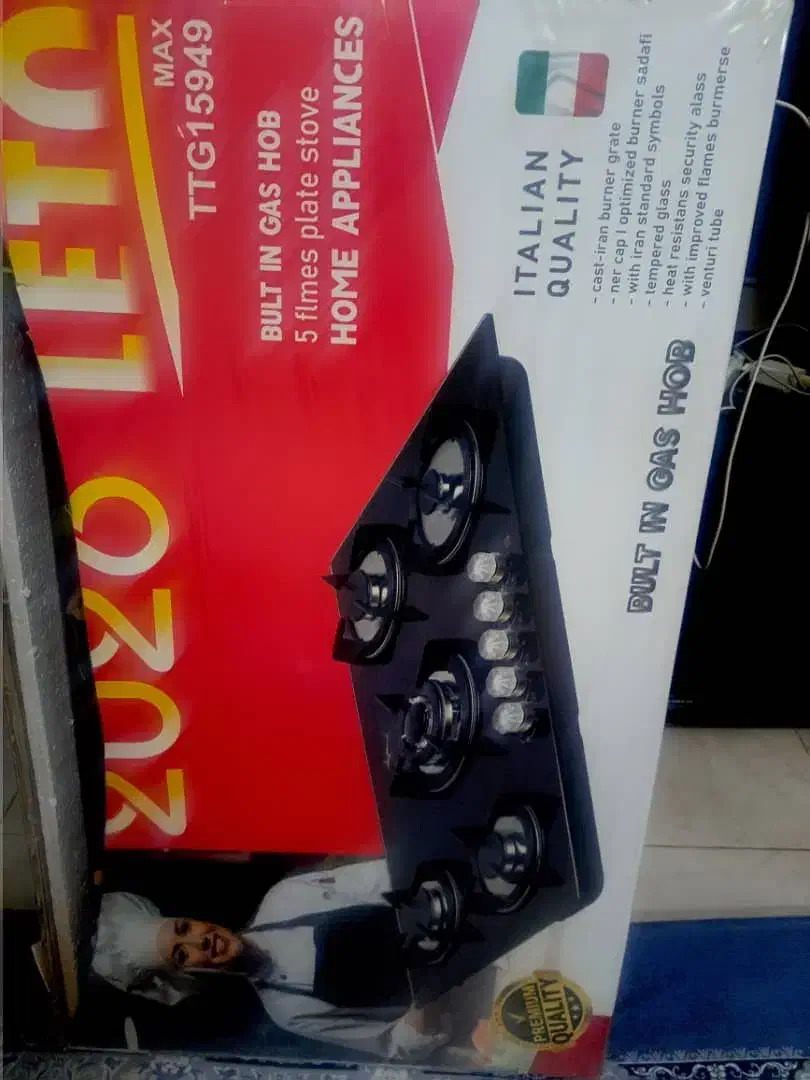 2020 LETO
MAX
TTG15949
BULT IN GAS HOB
5 flmes plate stove
HOME APPLIANCES
ITALIAN
QUALITY
- cast-iran burner grate
- ner cap l optimized burner sadafi
- with iran standard symbols
- tempered glass
- heat resistans security alass
- with improved flames burmerse
- venturi tube
BULT IN GAS HOB
PREMIUM
QUALITY